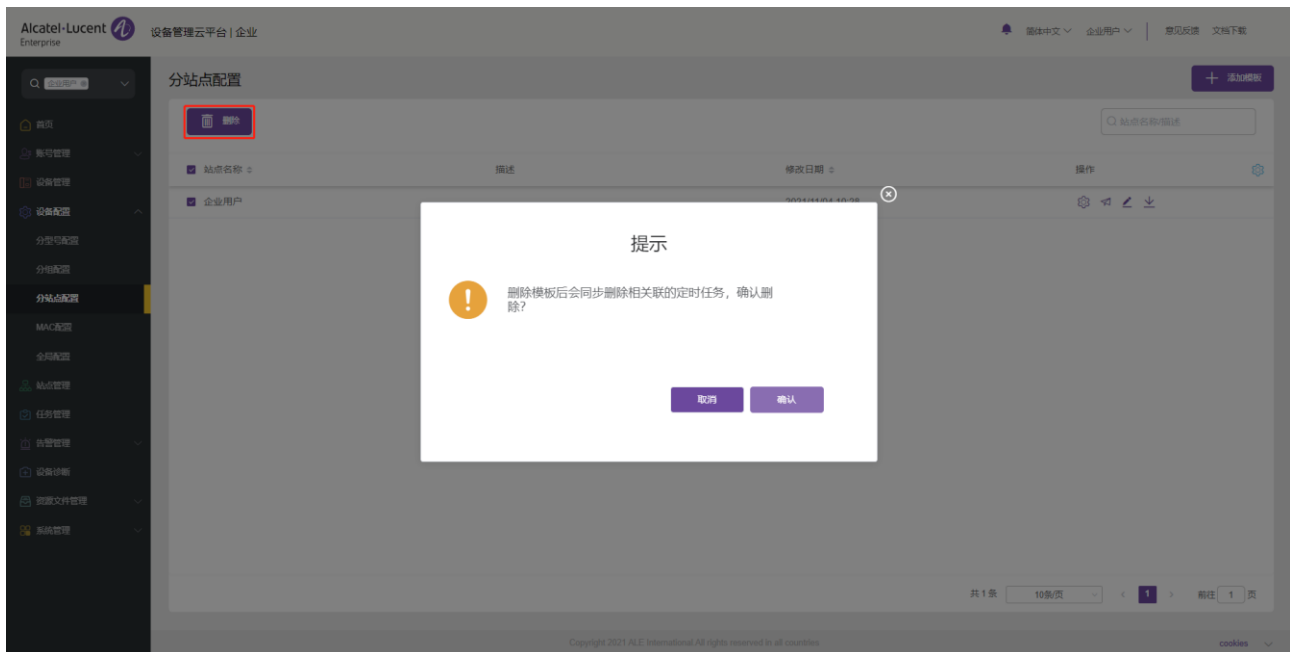 Alcatel·Lucent
Enterprise
设备管理云平台 | 企业
简体中文
企业用户
意见反馈
文档下载
企业用户
分站点配置
添加模板
删除
站点名称/描述
首页
账号管理
设备管理
设备配置
分型号配置
分组配置
分站点配置
MAC配置
全局配置
站点管理
任务管理
告警管理
设备诊断
资源文件管理
系统管理
站点名称
描述
修改日期
操作
企业用户
2021/11/04 10:28
提示
删除模板后会同步删除相关联的定时任务，确认删
除?
取消
确认
共 1 条
10条/页
1
前往 1 页
Copyright 2021 ALE International.All rights reserved in all countries
cookies